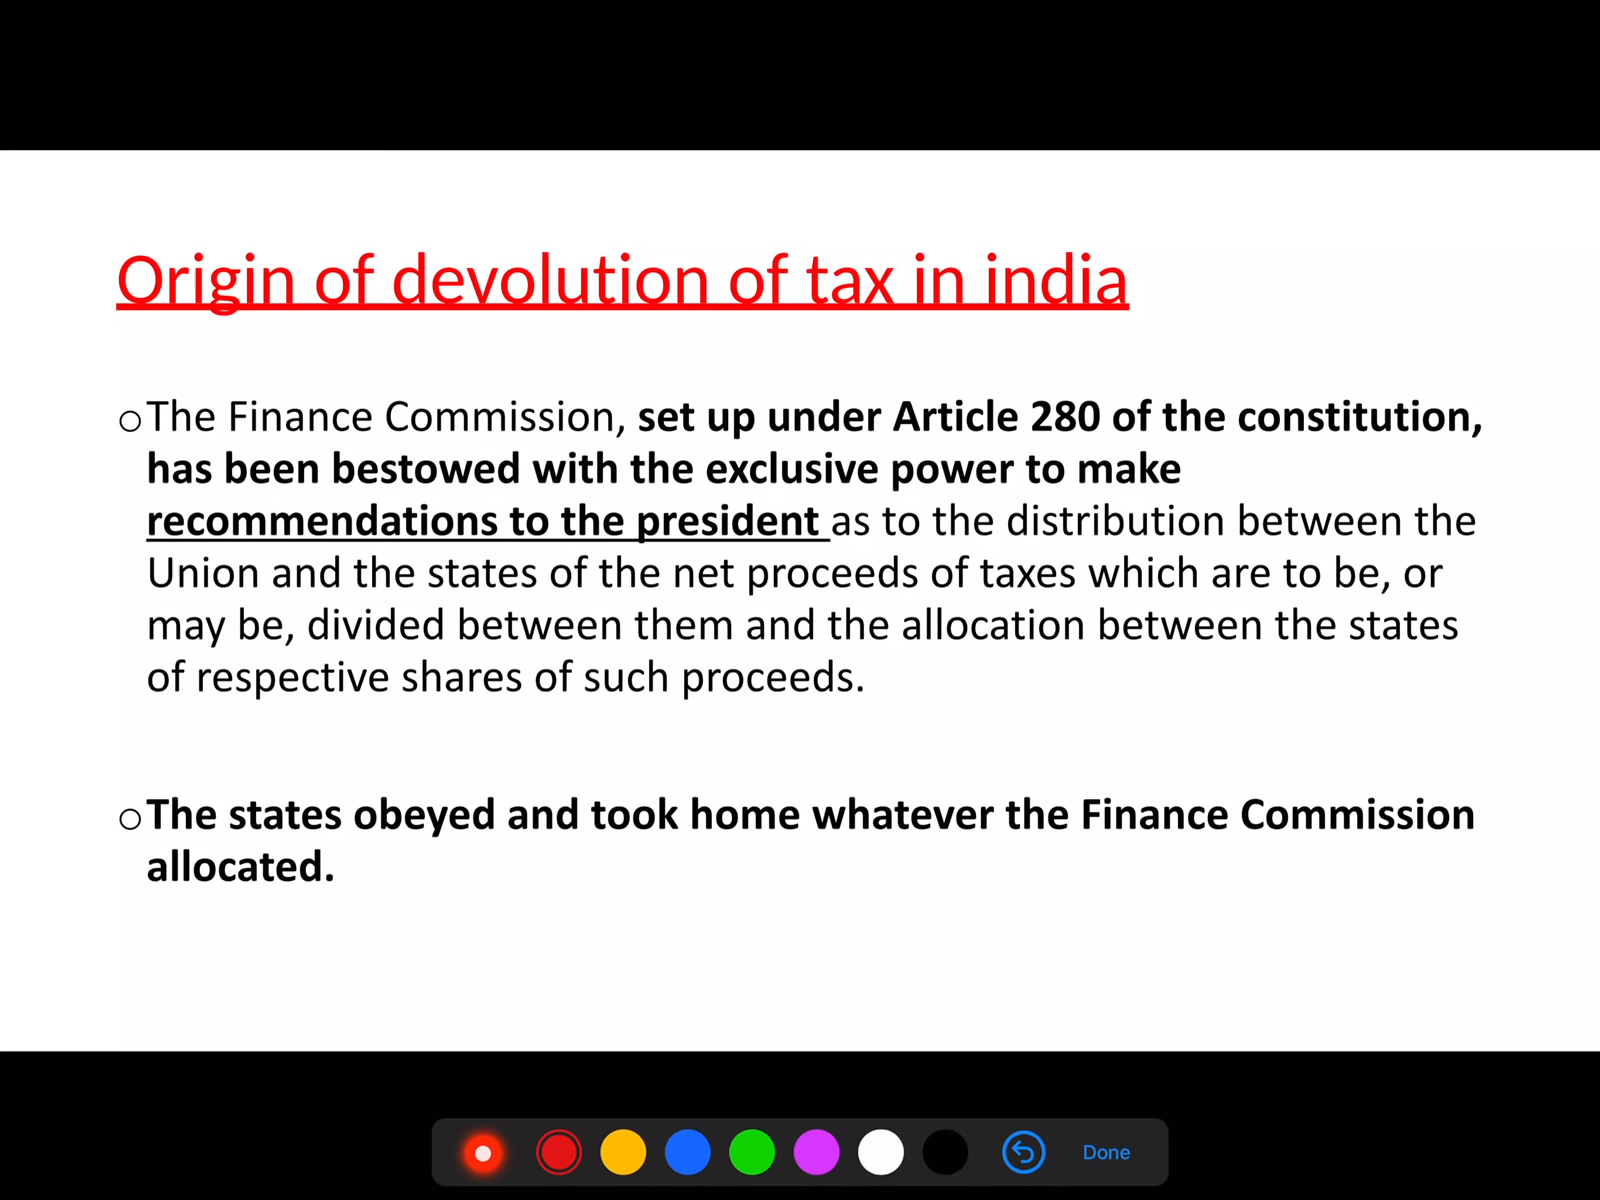 Origin of devolution of tax in india
The Finance Commission, set up under Article 280 of the constitution,
has been bestowed with the exclusive power to make
recommendations to the president as to the distribution between the
Union and the states of the net proceeds of taxes which are to be, or
may be, divided between them and the allocation between the states
of respective shares of such proceeds.
The states obeyed and took home whatever the Finance Commission
allocated.
Done